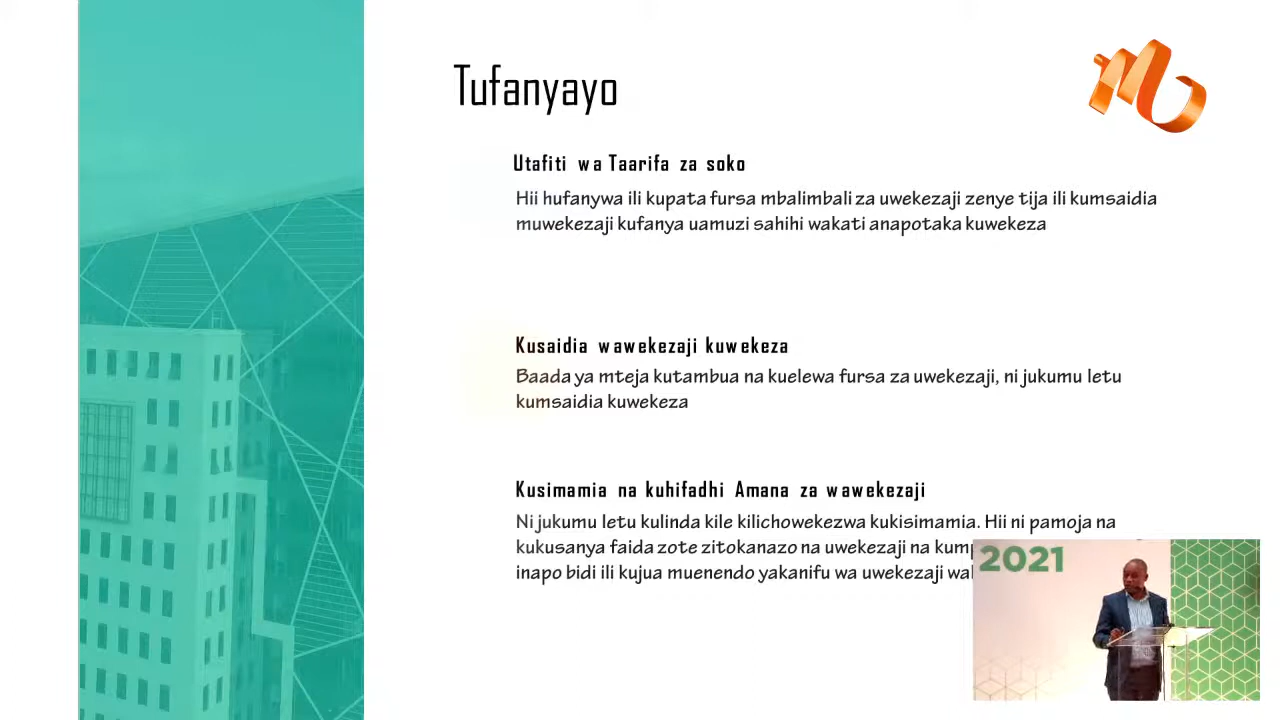 Tufanyayo
Utafiti wa Taarifa za soko
Hii hufanywa ili kupata fursa mbalimbali za uwekezaji zenye tija ili kumsaidia
muwekezaji kufanya uamuzi sahihi wakati anapotaka kuwekeza
Kusaidia wawekezaji kuwekeza
Baada ya mteja kutambua na kuelewa fursa za uwekezaji, ni jukumu letu
kumsaidia kuwekeza
Kusimamia na kuhifadhi Amana za wawekezaji
Ni jukumu letu kulinda kile kilichowekezwa kukisimamia. Hii ni pamoja na
kukusanya faida zote zitokanazo na uwekezaji na
inapo bidi ili kujua muenendo yakanifu wa uwekezaji
2021